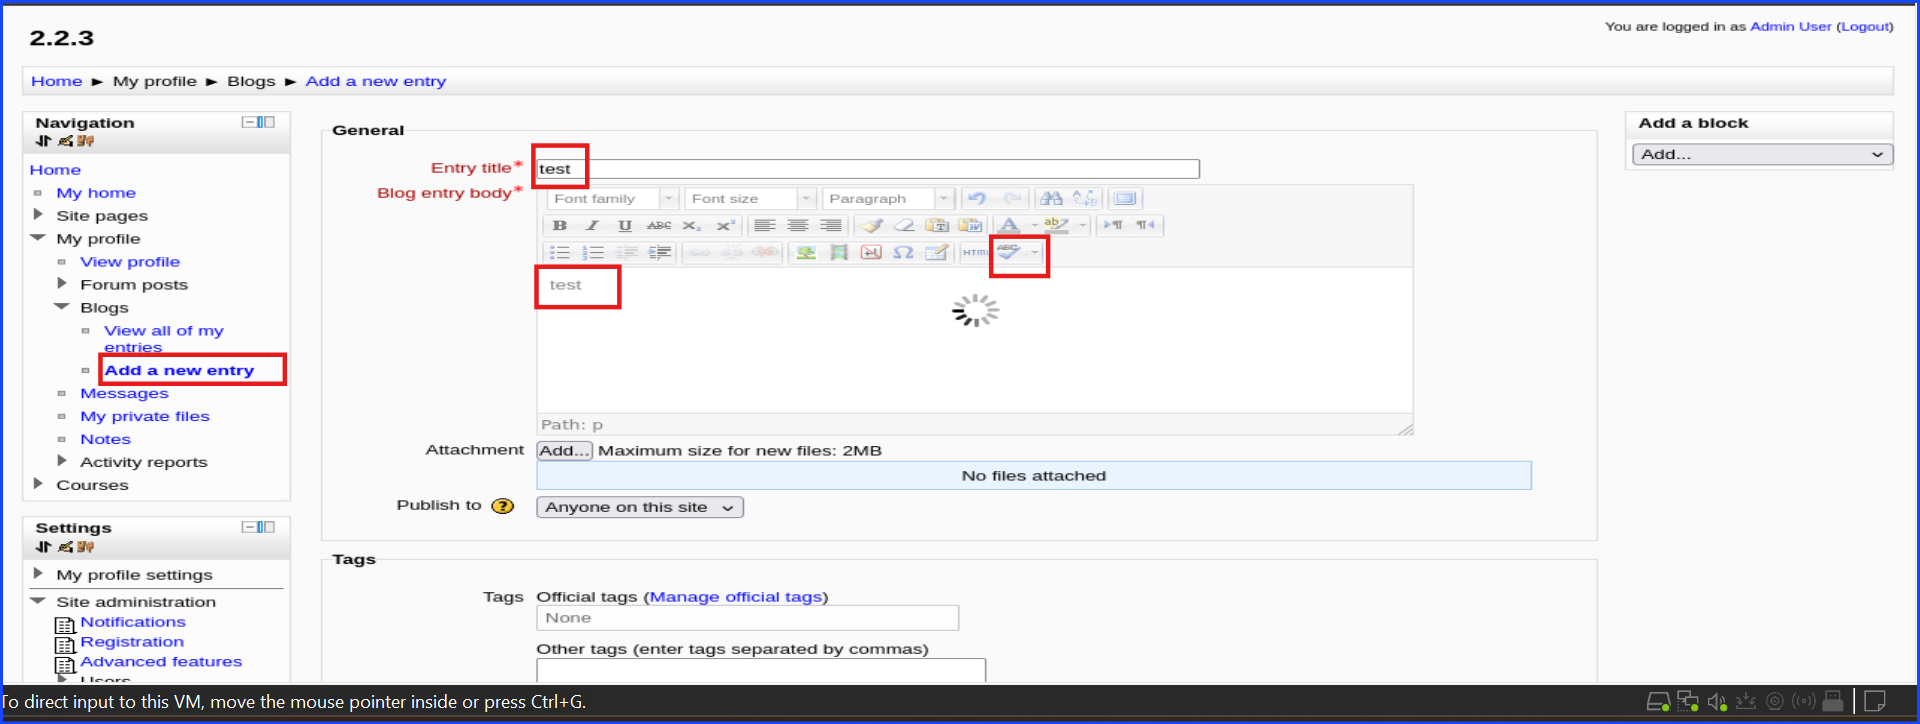 You are logged in as Admin User (Logout)
2.2.3
Home ► My profile ► Blogs ► Add a new entry
Navigation
Home
My home
Site pages
My profile
View profile
Forum posts
Blogs
View all of my
entries
Add a new entry
Messages
My private files
Notes
Activity reports
Courses
Settings
My profile settings
Site administration
Notifications
Registration
Advanced features
Users
General
Entry title* test
Blog entry body*
Font family Font size Paragraph
B I U ABC x₂ x²
HTML ABC
test
Path: p
Attachment Add... Maximum size for new files: 2MB
No files attached
Publish to ? Anyone on this site
Tags
Tags Official tags (Manage official tags)
None
Other tags (enter tags separated by commas)
Add a block
Add...
To direct input to this VM, move the mouse pointer inside or press Ctrl+G.